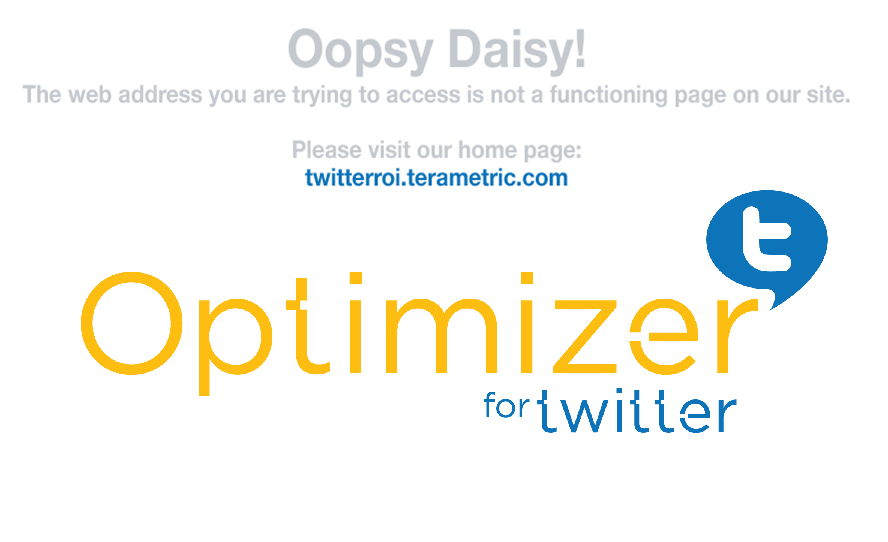 Oopsy Daisy!
The web address you are trying to access is not a functioning page on our site.
Please visit our home page:
twitterroi.terametric.com
t
Optimizer
for twitter